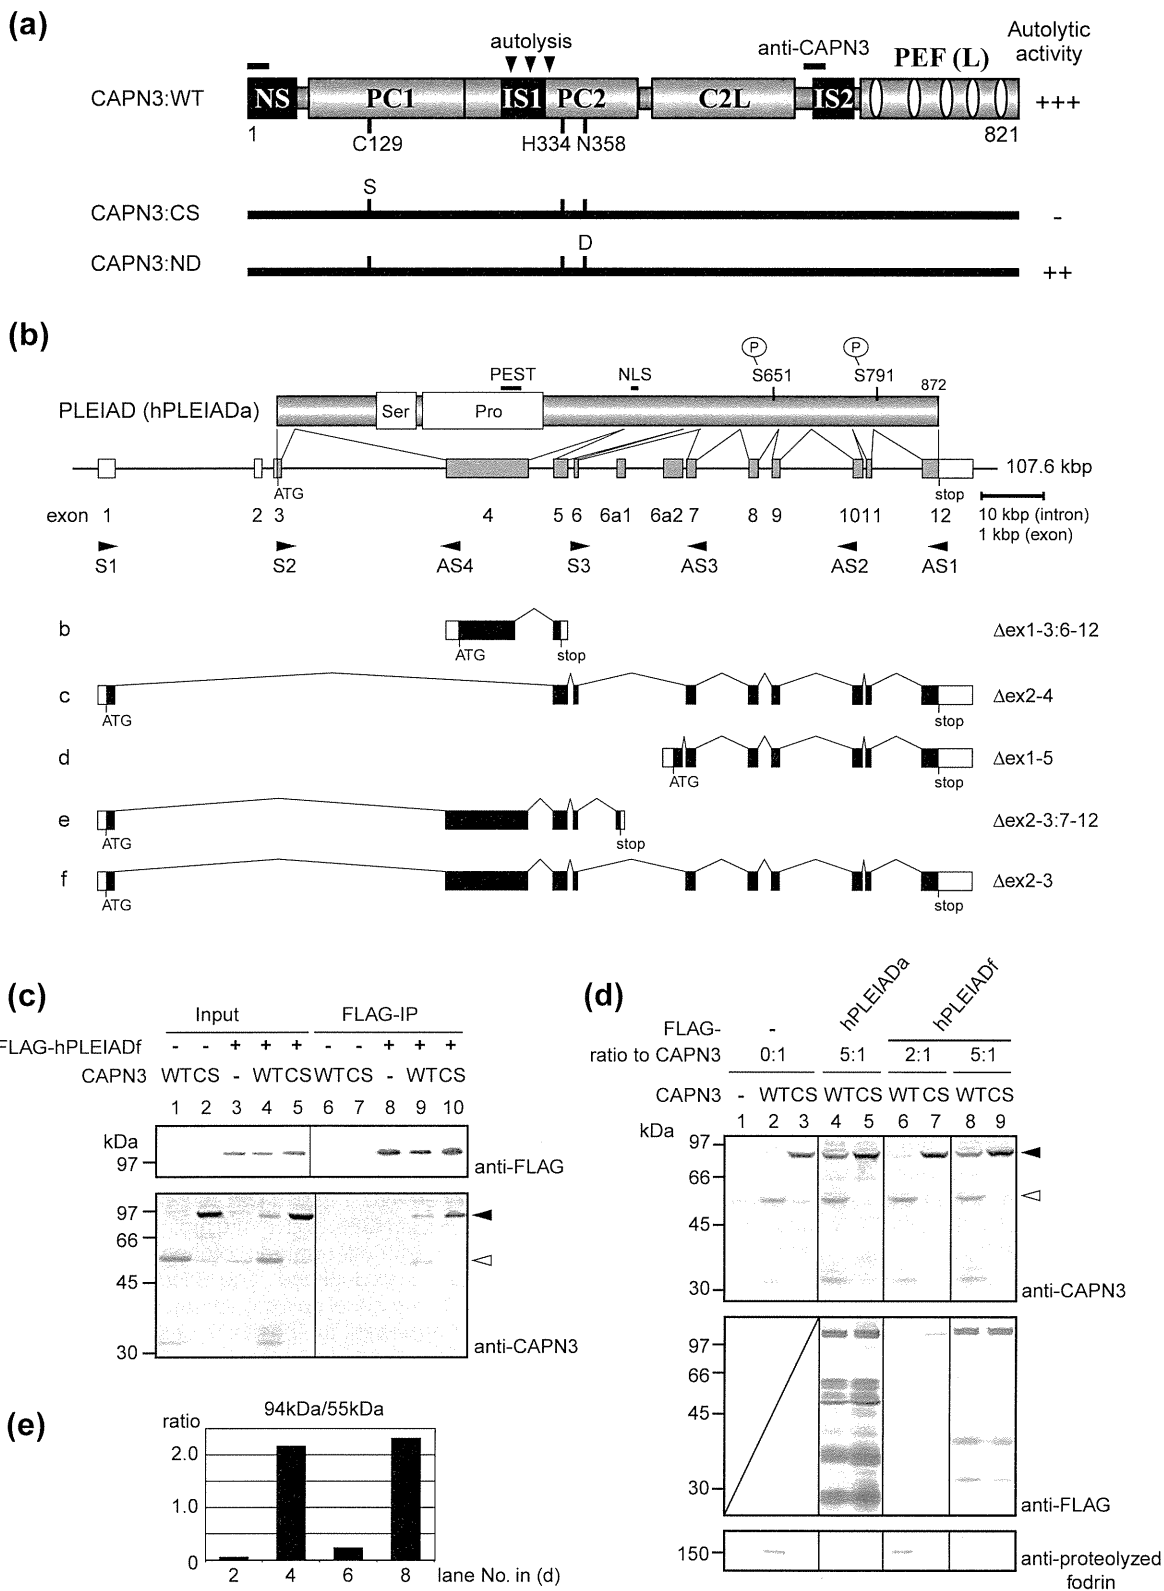 (a)
autolysis
anti-CAPN3
Autolytic activity
CAPN3:WT
NS
PC1
IS1
PC2
C2L
IS2
PEF (L)
+++
1
C129
H334 N358
821
S
CAPN3:CS
-
D
CAPN3:ND
++
(b)
P
P
PEST
NLS
S651
S791
872
PLEIAD (hPLEIADa)
Ser
Pro
107.6 kbp
ATG
stop
exon 1 2 3 4 5 6 6a1 6a2 7 8 9 10 11 12
10 kbp (intron)
1 kbp (exon)
S1 S2 AS4 S3 AS3 AS2 AS1
b
ATG
stop
Δex1-3:6-12
c
ATG
stop
Δex2-4
d
ATG
stop
Δex1-5
e
ATG
stop
Δex2-3:7-12
f
ATG
stop
Δex2-3
(c)
Input
FLAG-IP
FLAG-hPLEIADf - - + + + - - + + +
CAPN3 WT CS - WT CS WT CS - WT CS
1 2 3 4 5 6 7 8 9 10
kDa
97
anti-FLAG
97
66
45
30
anti-CAPN3
(d)
hPLEIADa
hPLEIADf
FLAG- -
ratio to CAPN3 0:1 5:1 2:1 5:1
CAPN3 - WT CS WT CS WT CS WT CS
1 2 3 4 5 6 7 8 9
kDa
97
66
45
30
anti-CAPN3
97
66
45
30
anti-FLAG
150
anti-proteolyzed
fodrin
(e)
94kDa/55kDa
ratio
2.0
1.0
0
2 4 6 8 lane No. in (d)